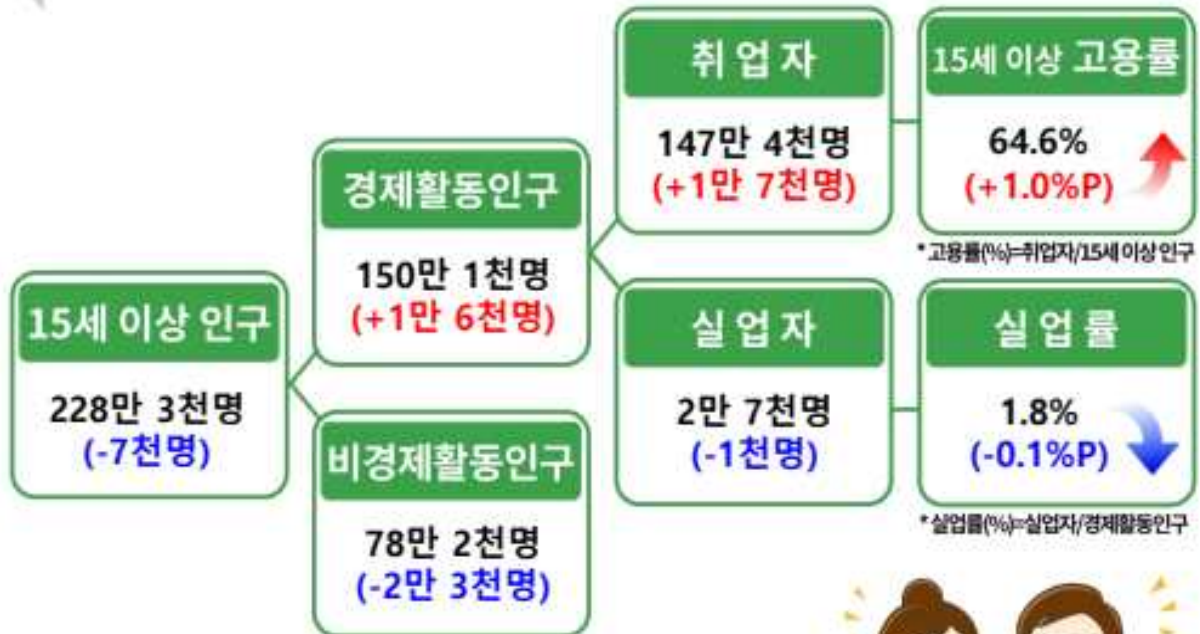 15세 이상 인구
228만 3천명
(-7천명)
경제활동인구
150만 1천명
(+1만 6천명)
비경제활동인구
78만 2천명
(-2만 3천명)
취업자
147만 4천명
(+1만 7천명)
15세 이상 고용률
64.6%
(+1.0%P)
*고용률(%)=취업자/15세 이상 인구
실업자
2만 7천명
(-1천명)
실업률
1.8%
(-0.1%P)
*실업률(%)=실업자/경제활동인구